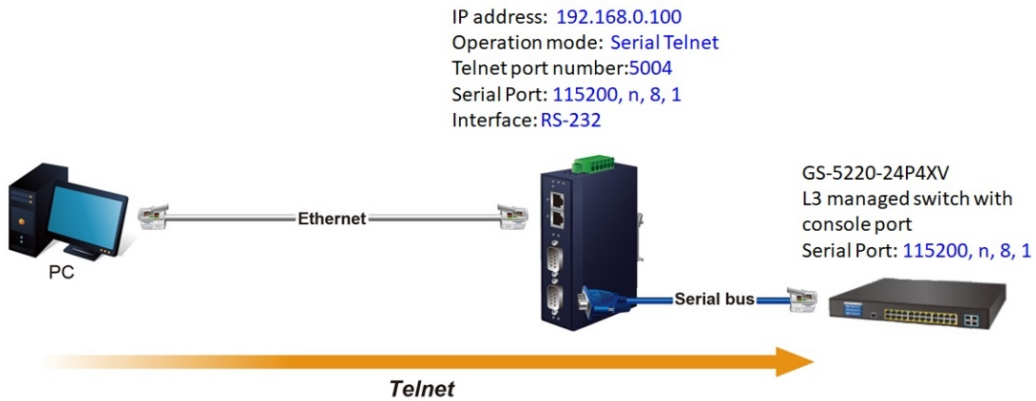 IP address: 192.168.0.100
Operation mode: Serial Telnet
Telnet port number:5004
Serial Port: 115200, n, 8, 1
Interface: RS-232
GS-5220-24P4XV
L3 managed switch with
console port
Serial Port: 115200, n, 8, 1
Ethernet
PC
Serial bus
Telnet